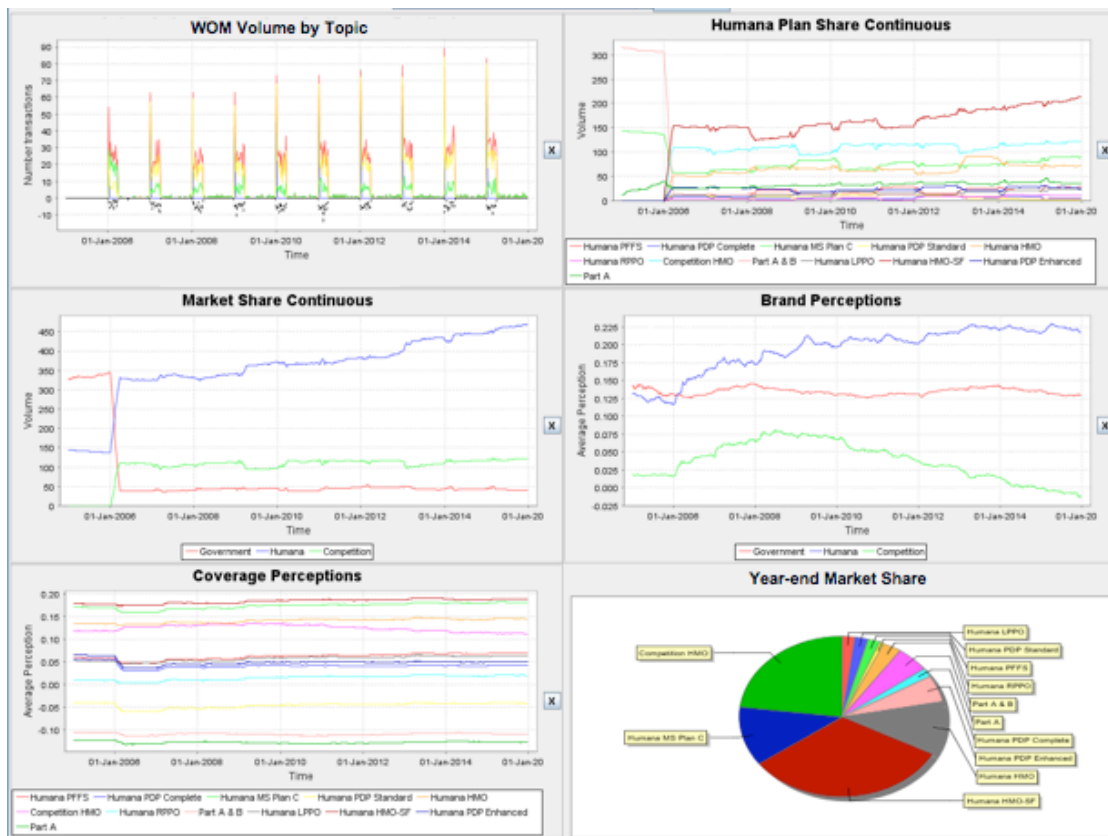 WOM Volume by Topic
90
80
70
60
50
40
30
20
10
0
-10
Number transactions
01-Jan-2006 01-Jan-2008 01-Jan-2010 01-Jan-2012 01-Jan-2014 01-Jan-20
Time
X
Humana Plan Share Continuous
300
250
200
150
100
50
0
Volume
01-Jan-2006 01-Jan-2008 01-Jan-2010 01-Jan-2012 01-Jan-2014 01-Jan-20
Time
Humana PFFS Humana PDP Complete Humana MS Plan C Humana PDP Standard Humana HMO
Humana RPPO Competition HMO Part A & B Humana LPPO Humana HMO-SF Humana PDP Enhanced
Part A
X
Market Share Continuous
450
400
350
300
250
200
150
100
50
0
Volume
01-Jan-2006 01-Jan-2008 01-Jan-2010 01-Jan-2012 01-Jan-2014 01-Jan-20
Time
Government Humana Competition
X
Brand Perceptions
0.225
0.200
0.175
0.150
0.125
0.100
0.075
0.050
0.025
0.000
-0.025
Average Perception
01-Jan-2006 01-Jan-2008 01-Jan-2010 01-Jan-2012 01-Jan-2014 01-Jan-20
Time
Government Humana Competition
X
Coverage Perceptions
0.20
0.15
0.10
0.05
0.00
-0.05
-0.10
Average Perception
01-Jan-2006 01-Jan-2008 01-Jan-2010 01-Jan-2012 01-Jan-2014 01-Jan-20
Time
Humana PFFS Humana PDP Complete Humana MS Plan C Humana PDP Standard Humana HMO
Competition HMO Humana RPPO Part A & B Humana LPPO Humana HMO-SF Humana PDP Enhanced
Part A
X
Year-end Market Share
Competition HMO
Humana MS Plan C
Humana LPPO
Humana PDP Standard
Humana PFFS
Humana RPPO
Part A & B
Part A
Humana PDP Complete
Humana PDP Enhanced
Humana HMO
Humana HMO-SF